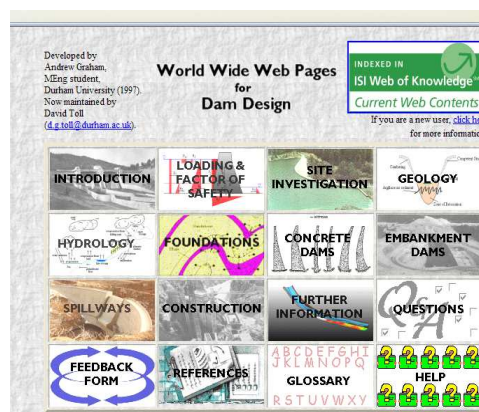 Developed by
Andrew Graham,
MEng student,
Durham University (1997).
Now maintained by
David Toll
(d.g.toll@durham.ac.uk).
World Wide Web Pages
for
Dam Design
INDEXED IN
ISI Web of Knowledge
Current Web Contents
If you are a new user, click
for more
INTRODUCTION
LOADING &
FACTOR OF
SAFETY
SITE
INVESTIGATION
GEOLOGY
HYDROLOGY
FOUNDATIONS
CONCRETE
DAMS
EMBANKMENT
DAMS
SPILLWAYS
CONSTRUCTION
FURTHER
INFORMATION
Q&A
QUESTIONS
FEEDBACK
FORM
REFERENCES
ABCDEFGHI
JKLMNOPQ
GLOSSARY
RSTUVWXY
HELP